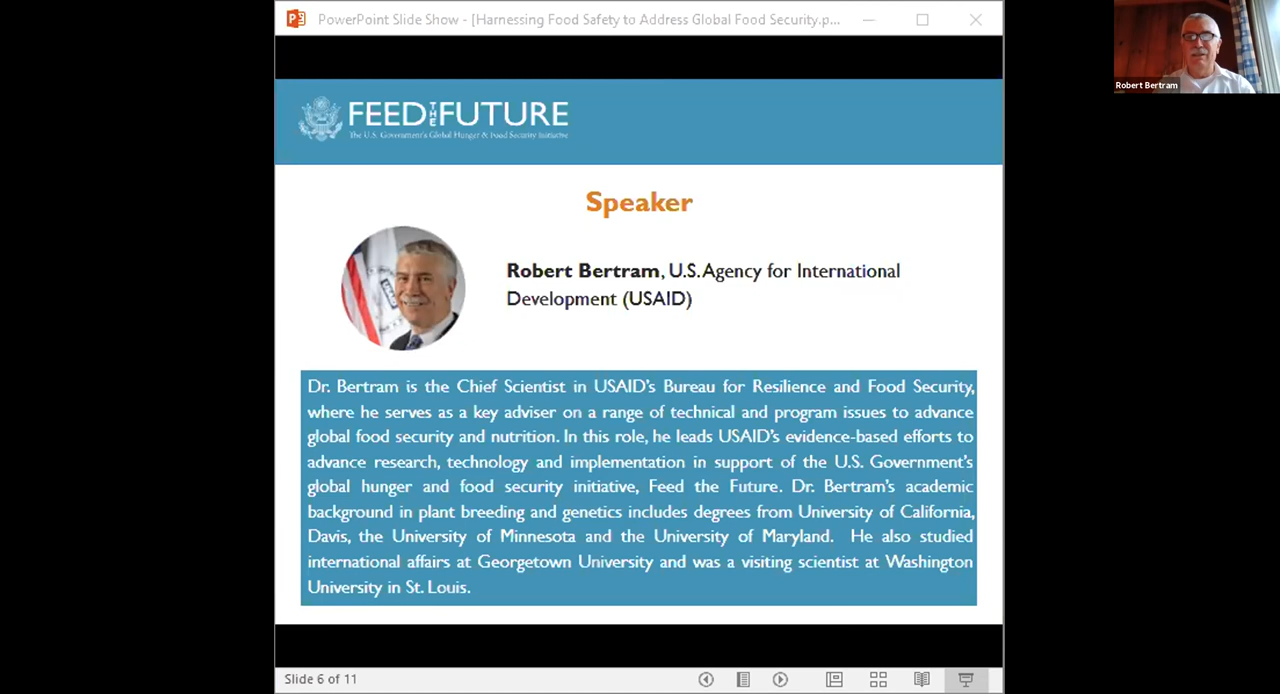 PowerPoint Slide Show - [Harnessing Food Safety to Address Global Food Security.p...
Robert Bertram
FEED THE FUTURE
The U.S. Government's Global Hunger & Food Security Initiative
Speaker
Robert Bertram, U.S. Agency for International
Development (USAID)
Dr. Bertram is the Chief Scientist in USAID's Bureau for Resilience and Food Security,
where he serves as a key adviser on a range of technical and program issues to advance
global food security and nutrition. In this role, he leads USAID's evidence-based efforts to
advance research, technology and implementation in support of the U.S. Government's
global hunger and food security initiative, Feed the Future. Dr. Bertram's academic
background in plant breeding and genetics includes degrees from University of California,
Davis, the University of Minnesota and the University of Maryland. He also studied
international affairs at Georgetown University and was a visiting scientist at Washington
University in St. Louis.
Slide 6 of 11